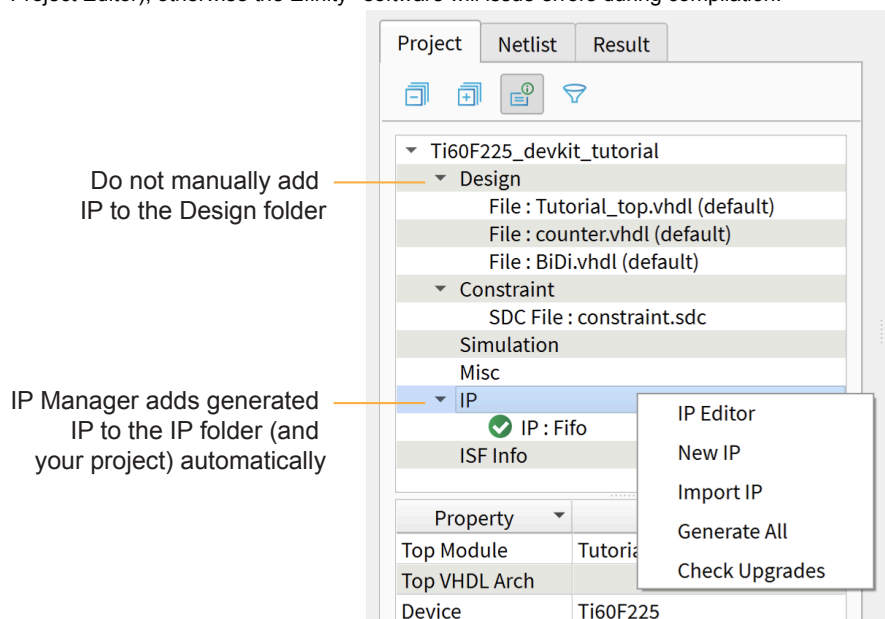 Project Editor), otherwise the Efinity® software will issue errors during compilation.
Project Netlist Result
Ti60F225_devkit_tutorial
Do not manually add
IP to the Design folder
Design
File : Tutorial_top.vhdl (default)
File : counter.vhdl (default)
File : BiDi.vhdl (default)
Constraint
SDC File : constraint.sdc
Simulation
Misc
IP Manager adds generated
IP to the IP folder (and
your project) automatically
IP
IP : Fifo
ISF Info
IP Editor
New IP
Import IP
Generate All
Check Upgrades
Property
Top Module Tutoria
Top VHDL Arch
Device Ti60F225